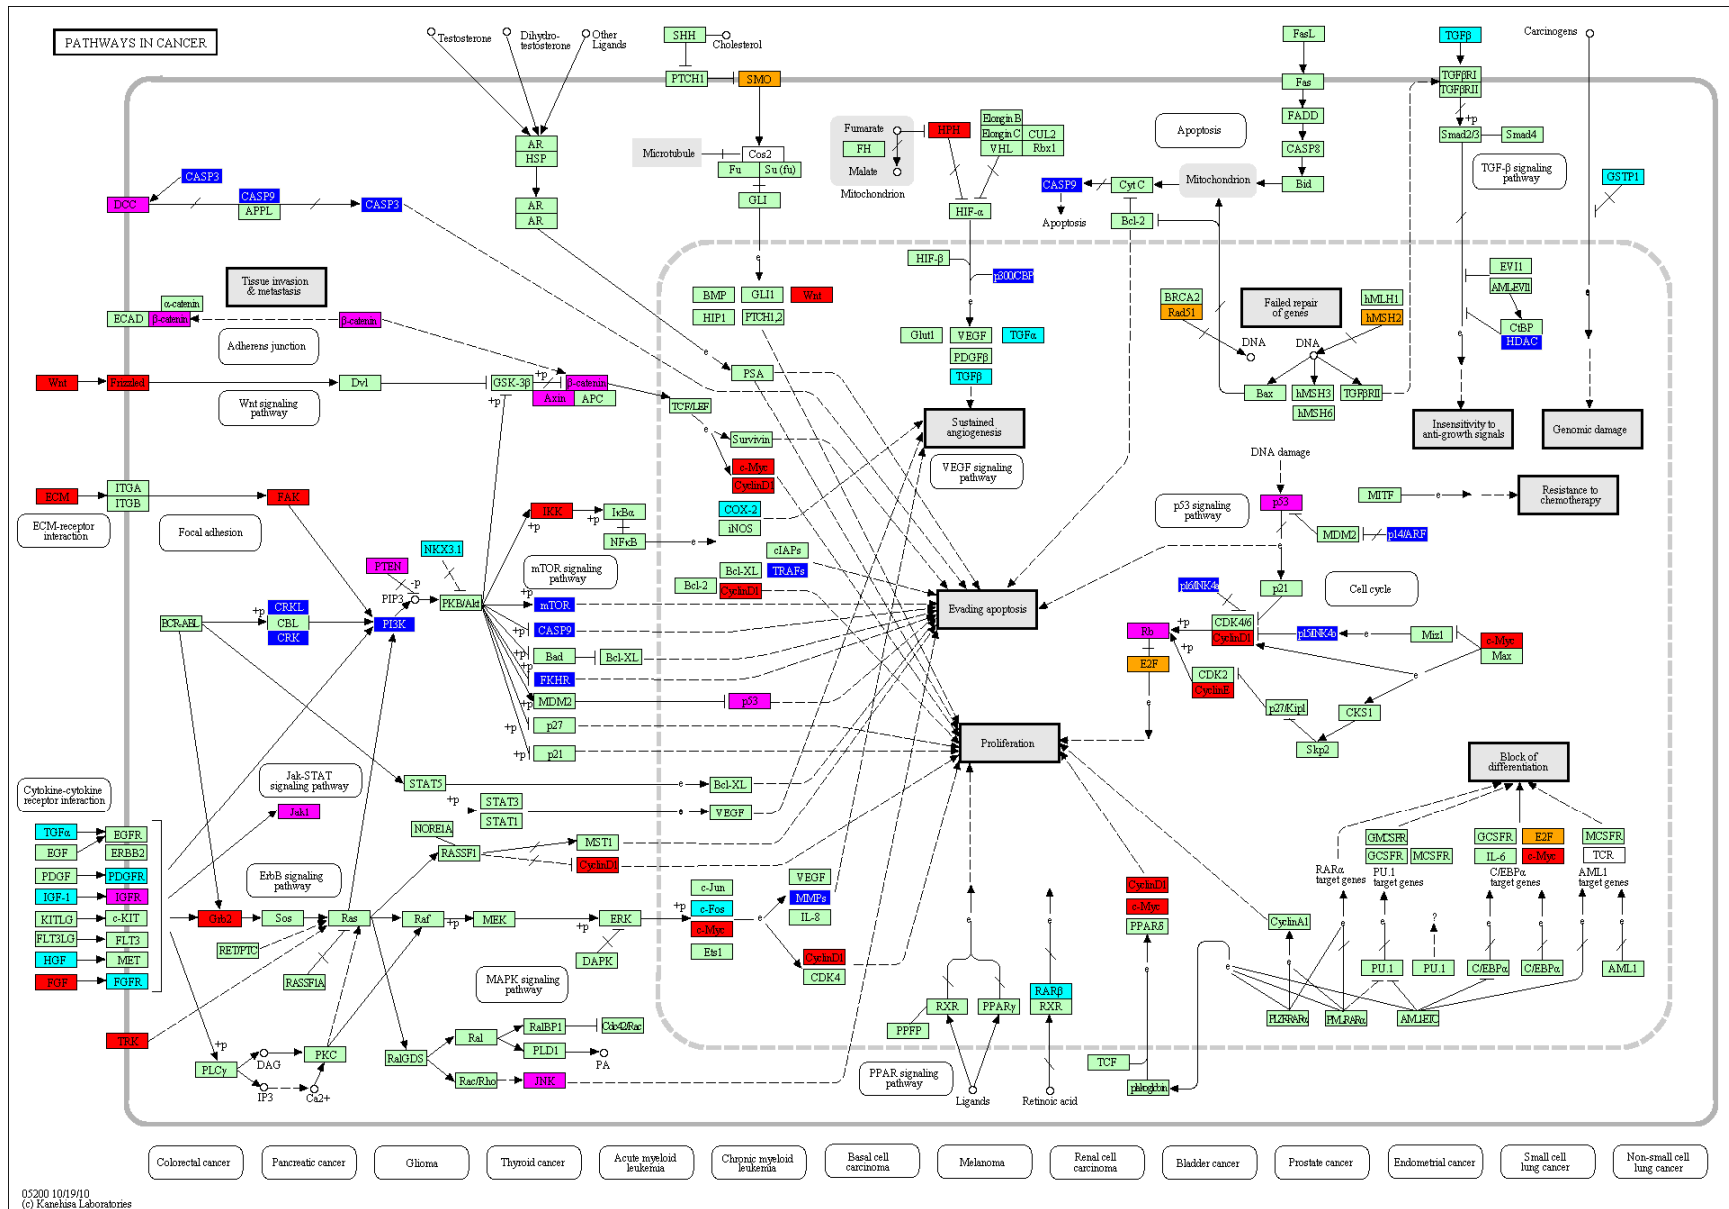 PATHWAYS IN CANCER
Testosterone
Dihydro-
testosterone
Other
Ligands
SHH
Cholesterol
PTCH1
SMO
FasL
Fas
FADD
CASP8
Bid
TGFβ
TGFβRI
TGFβRII
+p
Smad2/3
Smad4
TGF-β signaling
pathway
Carcinogens
GSTP1
AR
HSP
AR
AR
Microtubule
Cos2
Fu
Su (fu)
GLI
e
Fumarate
FH
Malate
Mitochondrion
HPH
Elongin B
Elongin C
VHL
CUL2
Rbx1
HIF-α
Apoptosis
CASP9
Cyt C
Mitochondrion
Apoptosis
Bcl-2
CASP3
DCC
CASP9
APPL
CASP3
Tissue invasion
& metastasis
α-catenin
ECAD
β-catenin
β-catenin
Adherens junction
BMP
GLI1
Wnt
HIP1
PTCH1,2
HIF-β
p300/CBP
e
Glut1
VEGF
TGFα
PDGFβ
TGFβ
BRCA2
Rad51
Failed repair
of genes
hMLH1
hMSH2
DNA
DNA
Bax
hMSH3
TGFβRII
hMSH6
EVI1
AML-EVI1
CtBP
HDAC
e
e
Wnt
Frizzled
Dvl
GSK-3β
+p
β-catenin
Axin
APC
+p
Wnt signaling
pathway
e
PSA
TCF/LEF
e
Survivin
c-Myc
CyclinD1
Sustained
angiogenesis
VEGF signaling
pathway
Insensitivity to
anti-growth signals
Genomic damage
ECM
ITGA
ITGB
FAK
ECM-receptor
interaction
Focal adhesion
IKK
+p
IκBα
+p
NFκB
e
COX-2
iNOS
DNA damage
p53
p53 signaling
pathway
MITF
e
Resistance to
chemotherapy
MDM2
p14/ARF
e
PTEN
NKX3.1
-p
PIP3
PKB/Akt
mTOR signaling
pathway
cIAPs
Bcl-XL
TRAFs
Bcl-2
CyclinD1
+p
mTOR
+p
CASP9
+p
Bad
Bcl-XL
+p
FKHR
+p
MDM2
p53
+p
p27
+p
p21
BCR-ABL
+p
CRKL
CBL
CRK
PI3K
Evading apoptosis
Proliferation
p16/INK4a
p21
Cell cycle
CDK4/6
CyclinD1
p15/INK4b
e
Miz1
c-Myc
Max
Rb
+p
E2F
+p
CDK2
CyclinE
e
e
e
p27/Kip1
CKS1
Skp2
Block of
differentiation
Jak-STAT
signaling pathway
Jak1
STAT5
e
Bcl-XL
+p
STAT3
STAT1
e
VEGF
Cytokine-cytokine
receptor interaction
TGFα
EGFR
EGF
ERBB2
PDGF
PDGFR
IGF-1
IGFR
KITLG
c-KIT
FLT3LG
FLT3
HGF
MET
FGF
FGFR
TRK
ErbB signaling
pathway
NORE1A
RASSF1
MST1
CyclinD1
Grb2
Sos
Ras
Raf
+p
MEK
+p
ERK
+p
RET/PTC
RASSF1A
DAPK
MAPK signaling
pathway
c-Jun
c-Fos
c-Myc
Ets1
e
VEGF
MMPs
IL-8
e
CyclinD1
CDK4
+p
PLCγ
DAG
IP3
PKC
Ca2+
RalGDS
Ral
RalBP1
Cdc42/Rac
PLD1
PA
Rac/Rho
JNK
e
e
RXR
PPARγ
PPFP
RARβ
RXR
PPAR signaling
pathway
Ligands
Retinoic acid
CyclinD1
c-Myc
PPARδ
e
TCF
plakoglobin
e
CyclinA1
e
GMCSFR
GCSFR
MCSFR
GCSFR
IL-6
E2F
c-Myc
MCSFR
TCR
RARα
target genes
PU.1
target genes
C/EBPα
target genes
AML1
target genes
e
e
?
e
e
e
e
PU.1
PU.1
C/EBPα
C/EBPα
AML1
PLZF-RARα
PML-RARα
AML1-ETO
Colorectal cancer
Pancreatic cancer
Glioma
Thyroid cancer
Acute myeloid
leukemia
Chronic myeloid
leukemia
Basal cell
carcinoma
Melanoma
Renal cell
carcinoma
Bladder cancer
Prostate cancer
Endometrial cancer
Small cell
lung cancer
Non-small cell
lung cancer
05200 10/19/10
(c) Kanehisa Laboratories